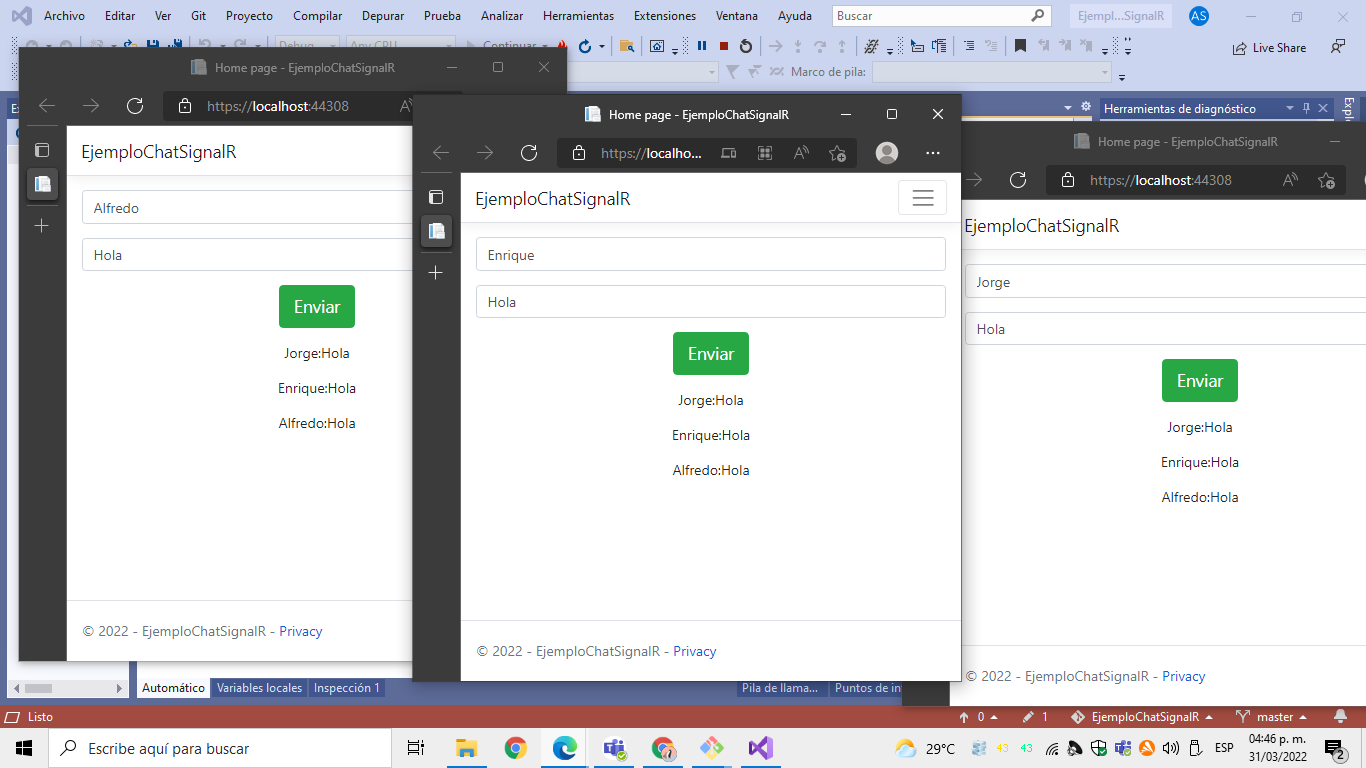 Archivo Editar Ver Git Proyecto Compilar Depurar Prueba Analizar Herramientas Extensiones Ventana Ayuda Buscar Ejempl...SignalR AS
Debug Any CPU Continuar Live Share
Marco de pila:
Herramientas de diagnóstico
Home page - EjemploChatSignalR
https://localhost:44308
EjemploChatSignalR
Alfredo
Hola
Enviar
Jorge:Hola
Enrique:Hola
Alfredo:Hola
© 2022 - EjemploChatSignalR - Privacy
Home page - EjemploChatSignalR
https://localho...
EjemploChatSignalR
Enrique
Hola
Enviar
Jorge:Hola
Enrique:Hola
Alfredo:Hola
© 2022 - EjemploChatSignalR - Privacy
Home page - EjemploChatSignalR
https://localhost:44308
EjemploChatSignalR
Jorge
Hola
Enviar
Jorge:Hola
Enrique:Hola
Alfredo:Hola
© 2022 - EjemploChatSignalR - Privacy
Automático Variables locales Inspección 1 Pila de llama... Puntos de in
Listo 0 1 EjemploChatSignalR master
Escribe aquí para buscar 29°C 43 43 ESP 04:46 p. m.
31/03/2022 2